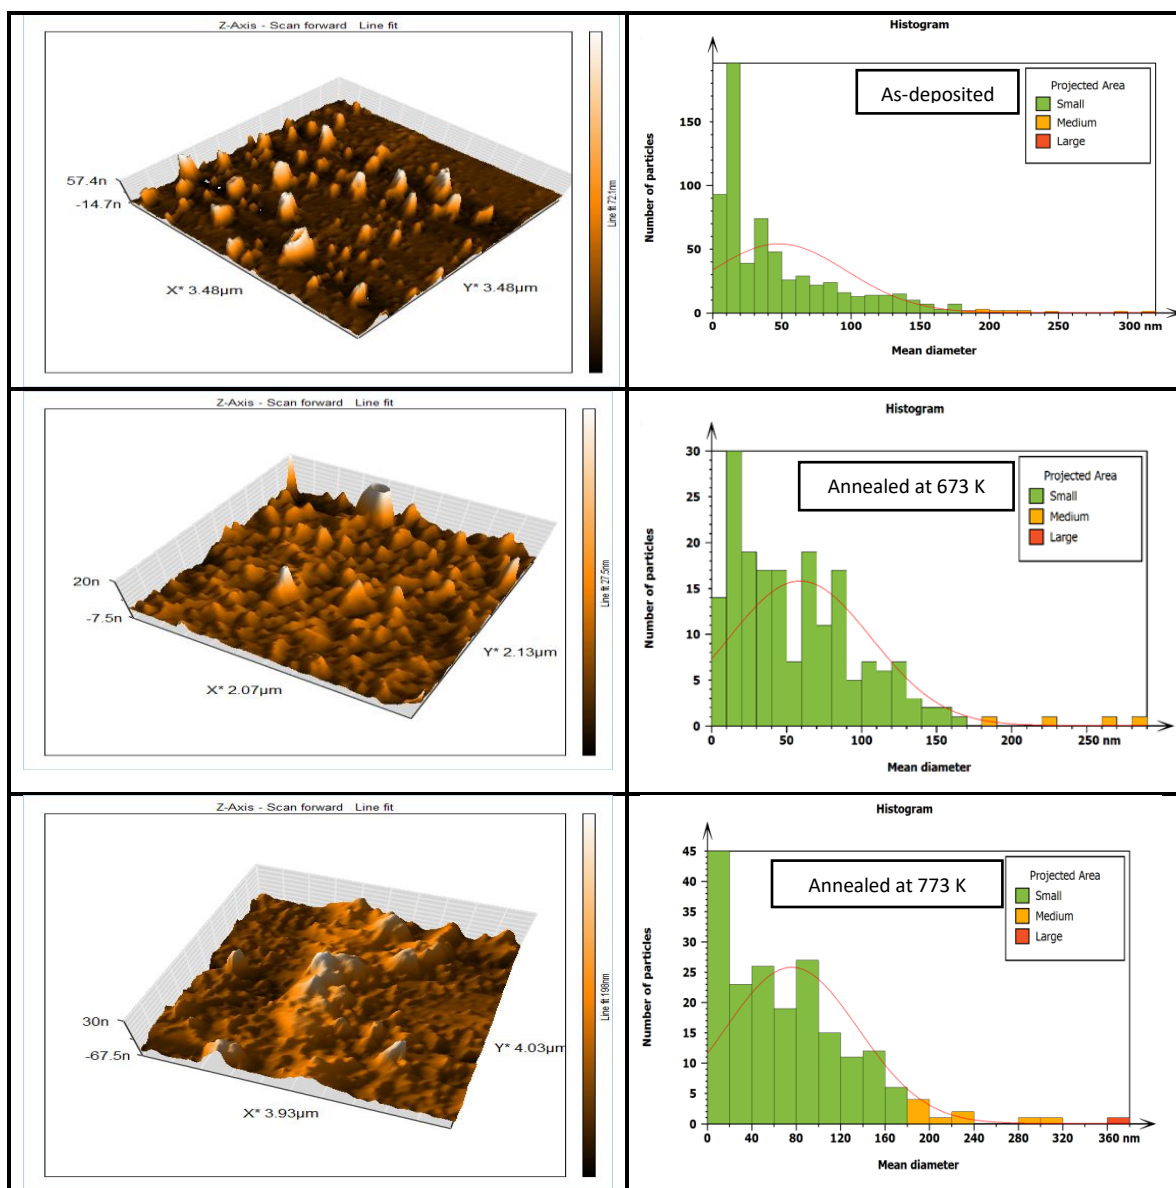 Z-Axis - Scan forward Line fit
57.4n
-14.7n
X* 3.48µm
Y* 3.48µm
Line fit 72.1nm
Histogram
As-deposited
Projected Area
Small
Medium
Large
Number of particles
150
100
50
0
0 50 100 150 200 250 300 nm
Mean diameter
Z-Axis - Scan forward Line fit
20n
-7.5n
X* 2.07µm
Y* 2.13µm
Line fit 27.5nm
Histogram
Annealed at 673 K
Projected Area
Small
Medium
Large
Number of particles
30
25
20
15
10
5
0
0 50 100 150 200 250 nm
Mean diameter
Z-Axis - Scan forward Line fit
30n
-67.5n
X* 3.93µm
Y* 4.03µm
Line fit 198nm
Histogram
Annealed at 773 K
Projected Area
Small
Medium
Large
Number of particles
45
40
35
30
25
20
15
10
5
0
0 40 80 120 160 200 240 280 320 360 nm
Mean diameter